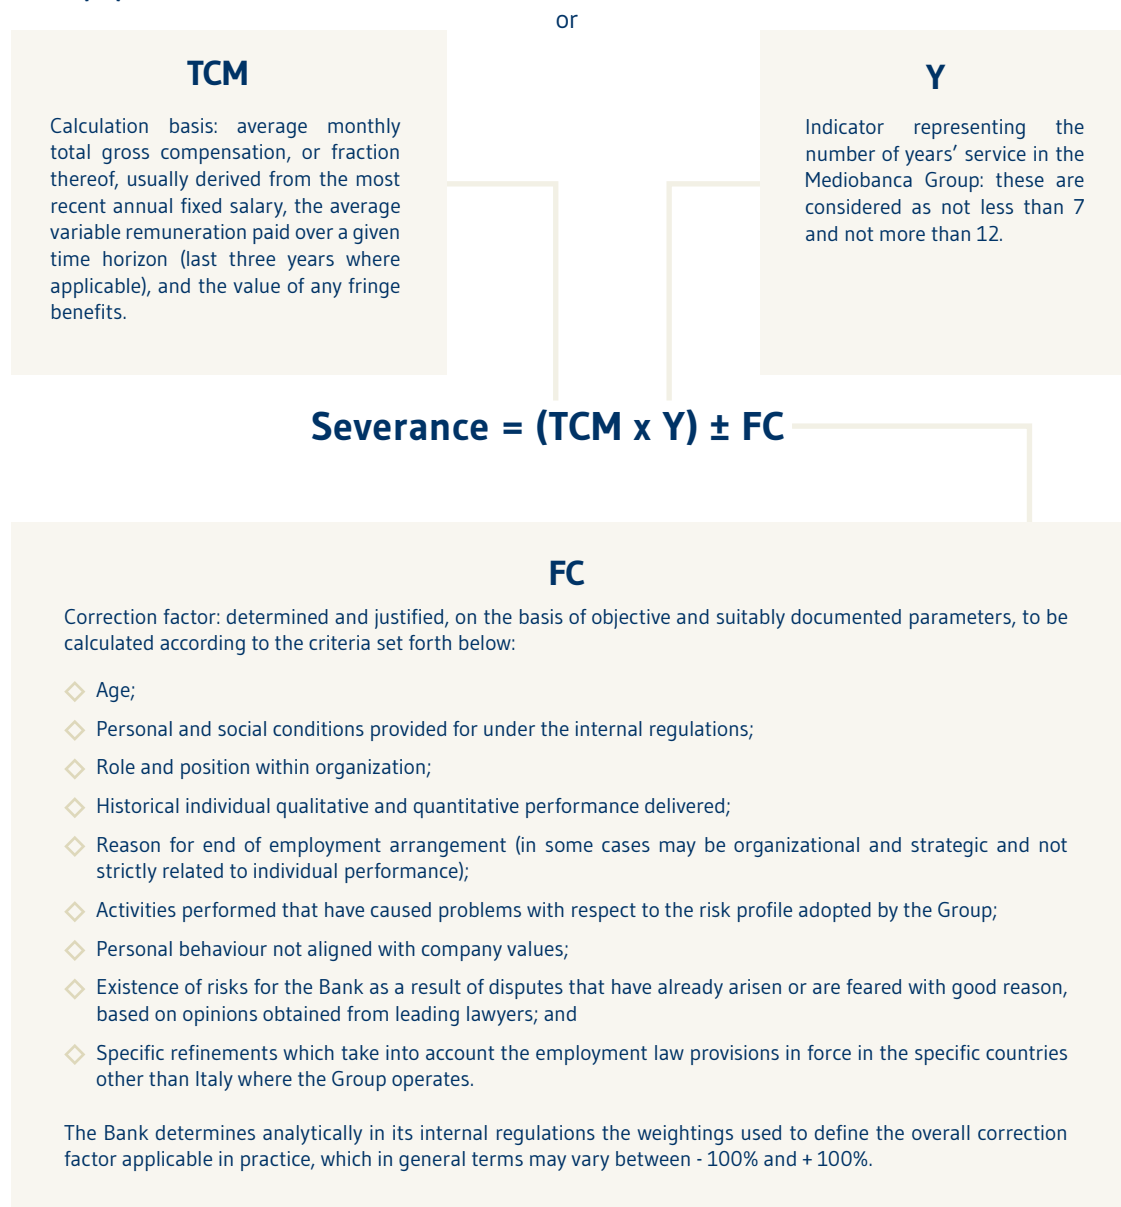 or
TCM
Calculation basis: average monthly
total gross compensation, or fraction
thereof, usually derived from the most
recent annual fixed salary, the average
variable remuneration paid over a given
time horizon (last three years where
applicable), and the value of any fringe
benefits.
Y
Indicator representing the
number of years’ service in the
Mediobanca Group: these are
considered as not less than 7
and not more than 12.
Severance = (TCM x Y) ± FC
FC
Correction factor: determined and justified, on the basis of objective and suitably documented parameters, to be
calculated according to the criteria set forth below:
Age;
Personal and social conditions provided for under the internal regulations;
Role and position within organization;
Historical individual qualitative and quantitative performance delivered;
Reason for end of employment arrangement (in some cases may be organizational and strategic and not
strictly related to individual performance);
Activities performed that have caused problems with respect to the risk profile adopted by the Group;
Personal behaviour not aligned with company values;
Existence of risks for the Bank as a result of disputes that have already arisen or are feared with good reason,
based on opinions obtained from leading lawyers; and
Specific refinements which take into account the employment law provisions in force in the specific countries
other than Italy where the Group operates.
The Bank determines analytically in its internal regulations the weightings used to define the overall correction
factor applicable in practice, which in general terms may vary between - 100% and + 100%.